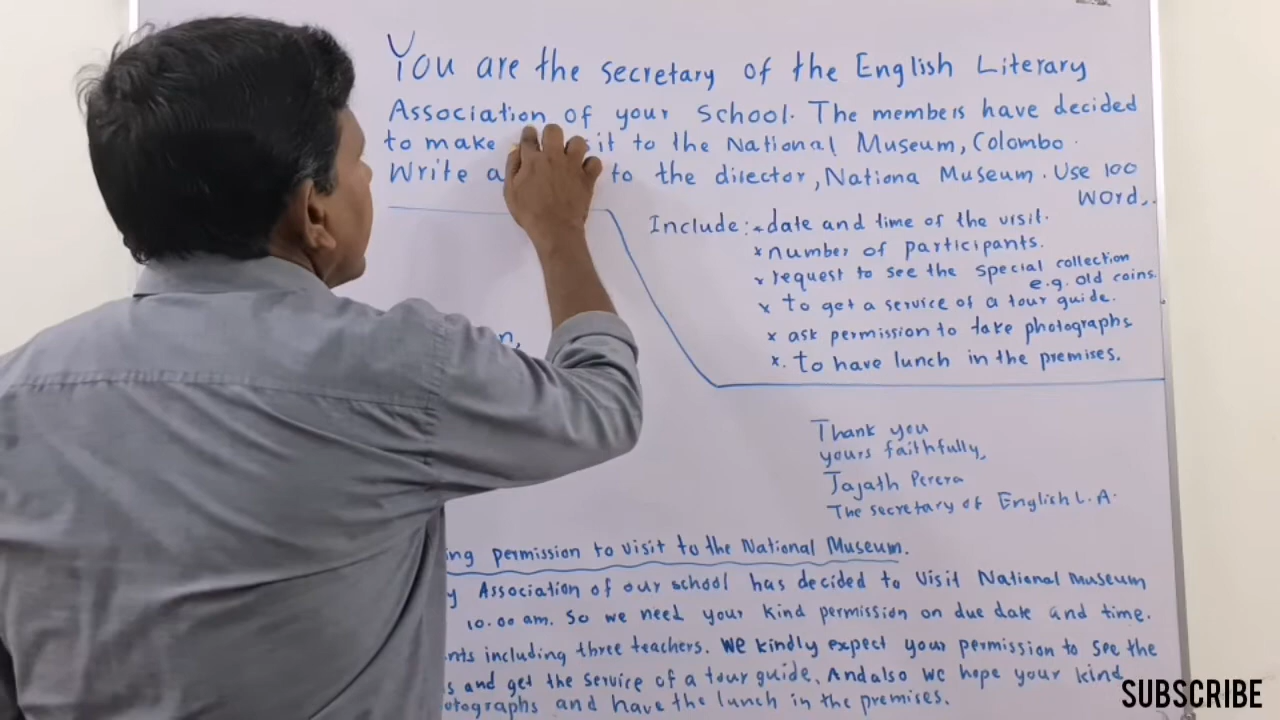 You are the secretary of the English Literary
Association of your School. The members have decided
to make to the National Museum, Colombo.
Write a to the director, Nationa Museum. Use 100
word..
Include: * date and time of the visit.
* number of participants.
* request to see the special collection
e.g. old coins.
* to get a service of a tour guide.
* ask permission to take photographs
*. to have lunch in the premises.
Thank you
yours faithfully,
Jajath Perera
The secretary of English L.A.
permission to visit to the National Museum.
Association of our school has decided to visit National Museum
10.00 am. So we need your kind permission on due date and time.
including three teachers. We kindly expect your permission to see the
and get the service of a tour guide. And also we hope your kind
and have the lunch in the premises.
SUBSCRIBE